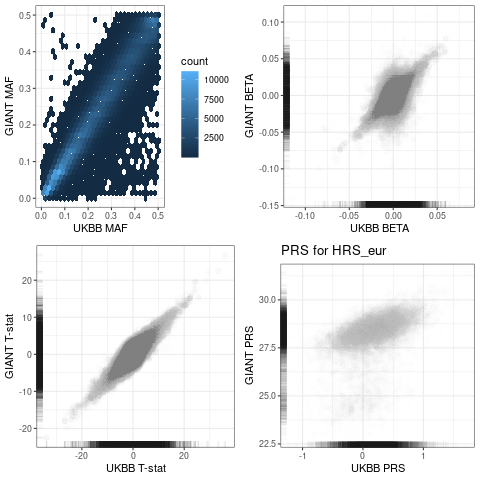 GIANT MAF
0.5
0.4
0.3
0.2
0.1
0.0
0.0 0.1 0.2 0.3 0.4 0.5
UKBB MAF
count
10000
7500
5000
2500
GIANT BETA
0.10
0.05
0.00
-0.05
-0.10
-0.15
-0.10 -0.05 0.00 0.05
UKBB BETA
GIANT T-stat
20
10
0
-10
-20
-20 0 20
UKBB T-stat
PRS for HRS_eur
GIANT PRS
30.0
27.5
25.0
22.5
-1 0 1
UKBB PRS